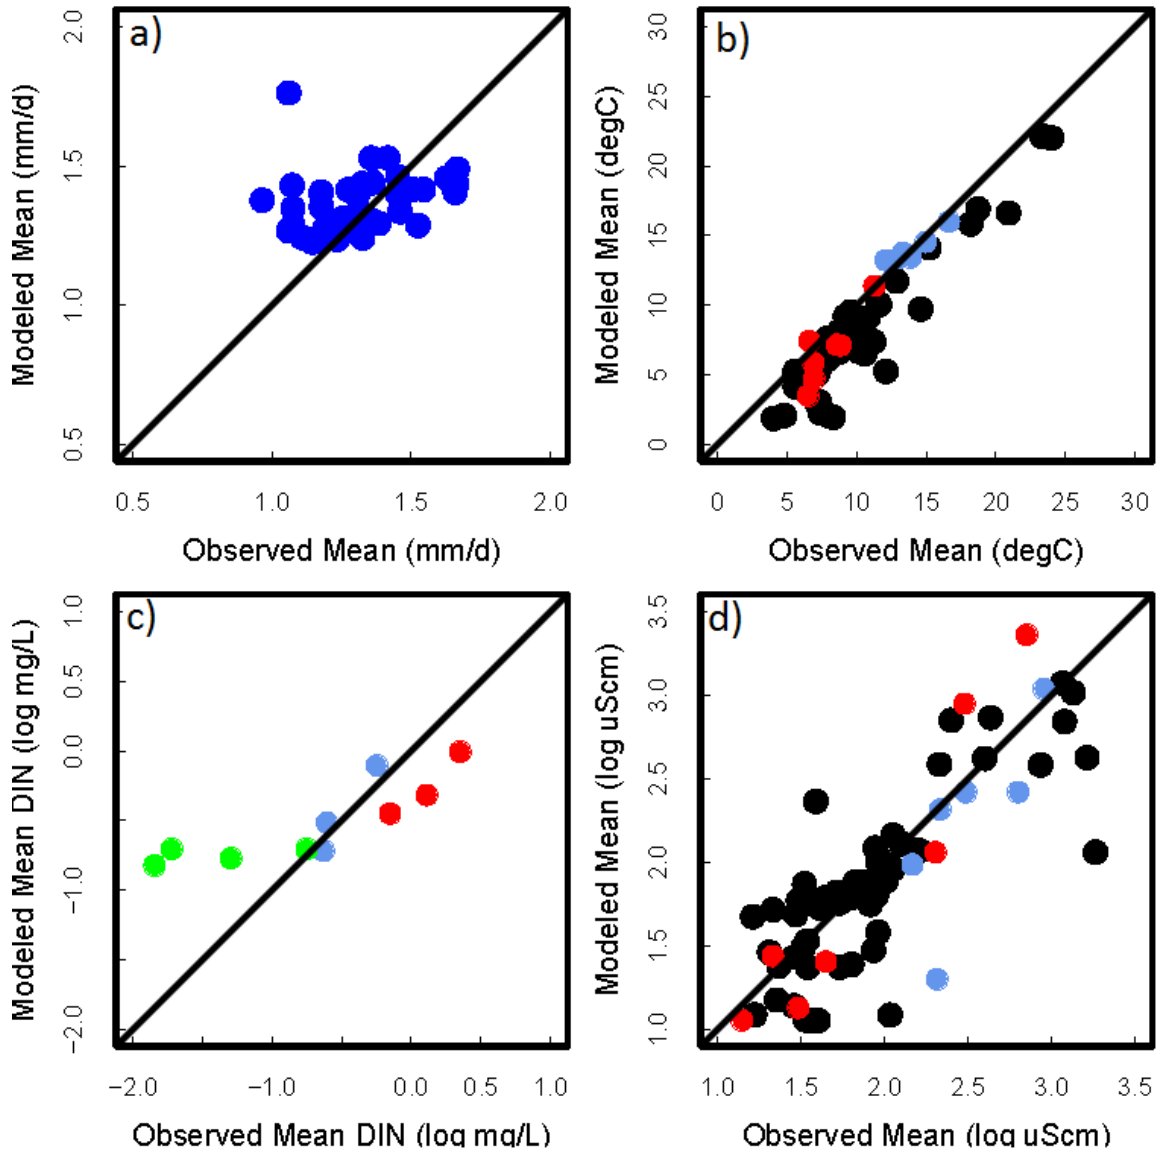 a)
2.0
1.5
1.0
0.5
Modeled Mean (mm/d)
0.5 1.0 1.5 2.0
Observed Mean (mm/d)
b)
30
25
20
15
10
5
0
Modeled Mean (degC)
0 5 10 15 20 25 30
Observed Mean (degC)
c)
1.0
0.5
0.0
−1.0
−2.0
Modeled Mean DIN (log mg/L)
−2.0 −1.0 0.0 0.5 1.0
Observed Mean DIN (log mg/L)
d)
3.5
3.0
2.5
2.0
1.5
1.0
Modeled Mean (log uScm)
1.0 1.5 2.0 2.5 3.0 3.5
Observed Mean (log uScm)